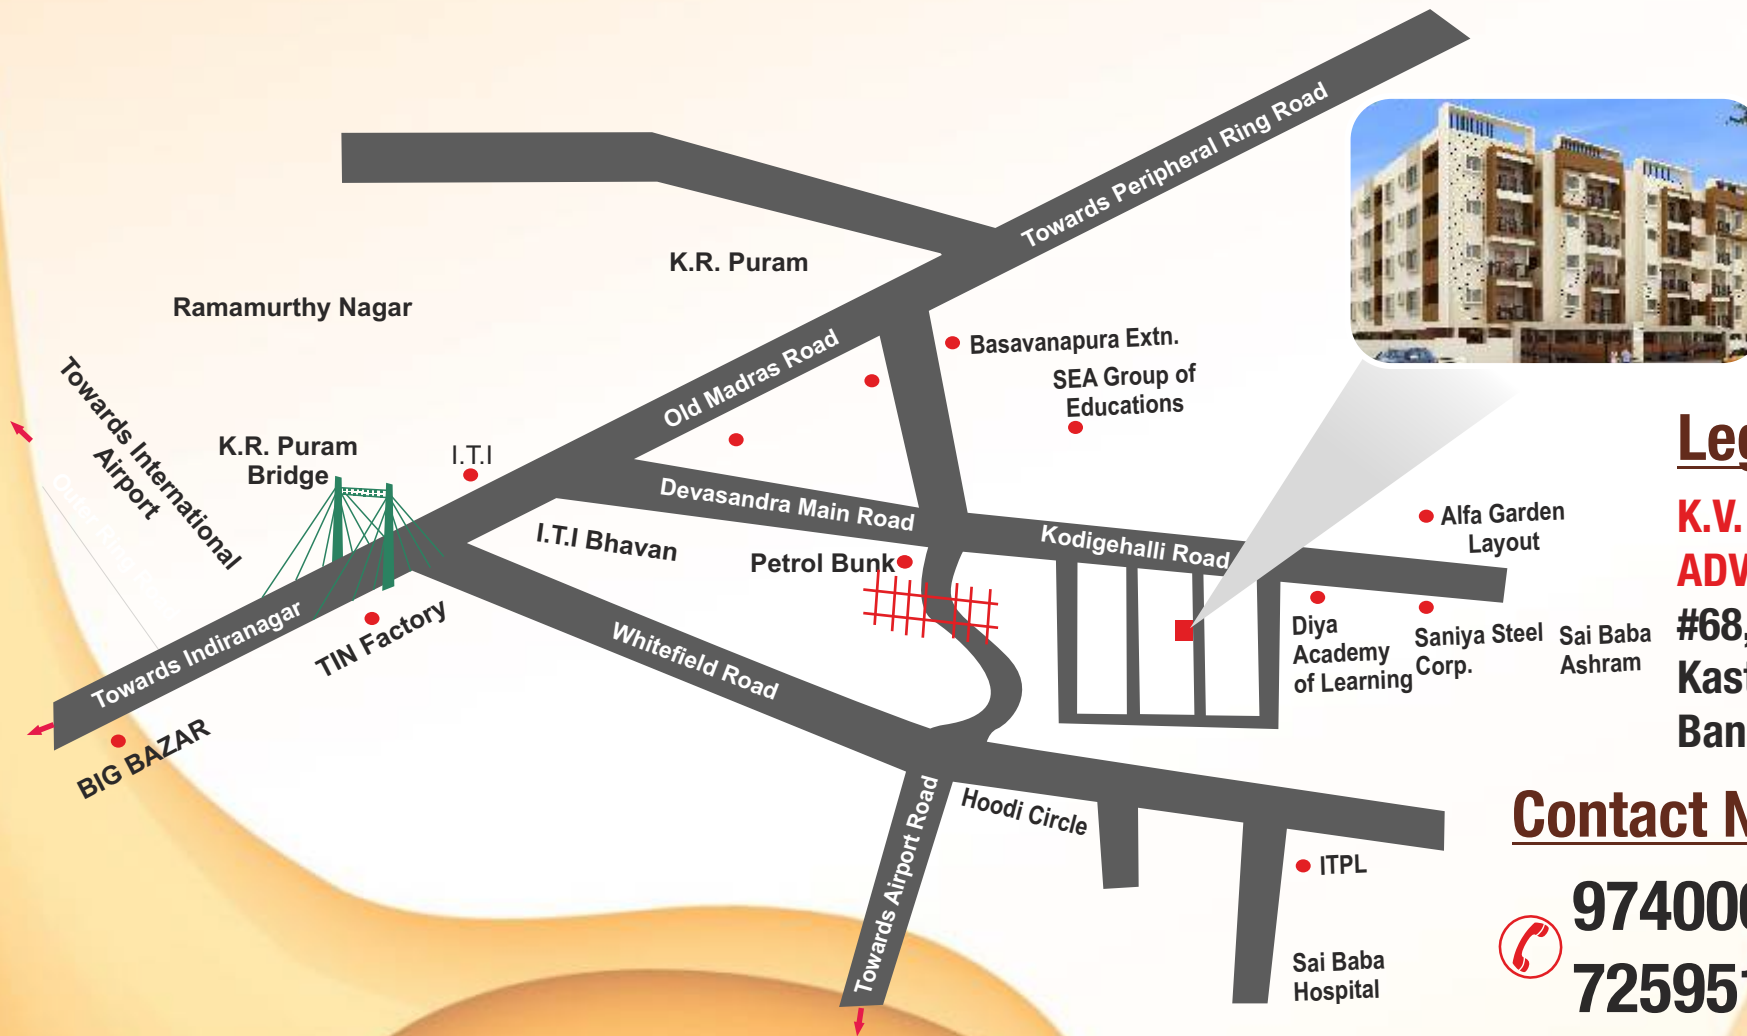 Towards Peripheral Ring Road
K.R. Puram
Ramamurthy Nagar
Old Madras Road
Basavanapura Extn.
SEA Group of
Educations
Towards International
Airport
K.R. Puram
Bridge
I.T.I
Devasandra Main Road
I.T.I Bhavan
Petrol Bunk
Kodigehalli Road
Alfa Garden
Layout
Towards Indiranagar
TIN Factory
Whitefield Road
Diya
Academy
of Learning
Saniya Steel
Corp.
Sai Baba
Ashram
BIG BAZAR
Hoodi Circle
Towards Airport Road
ITPL
Sai Baba
Hospital
K.V.
#68,
Contact N